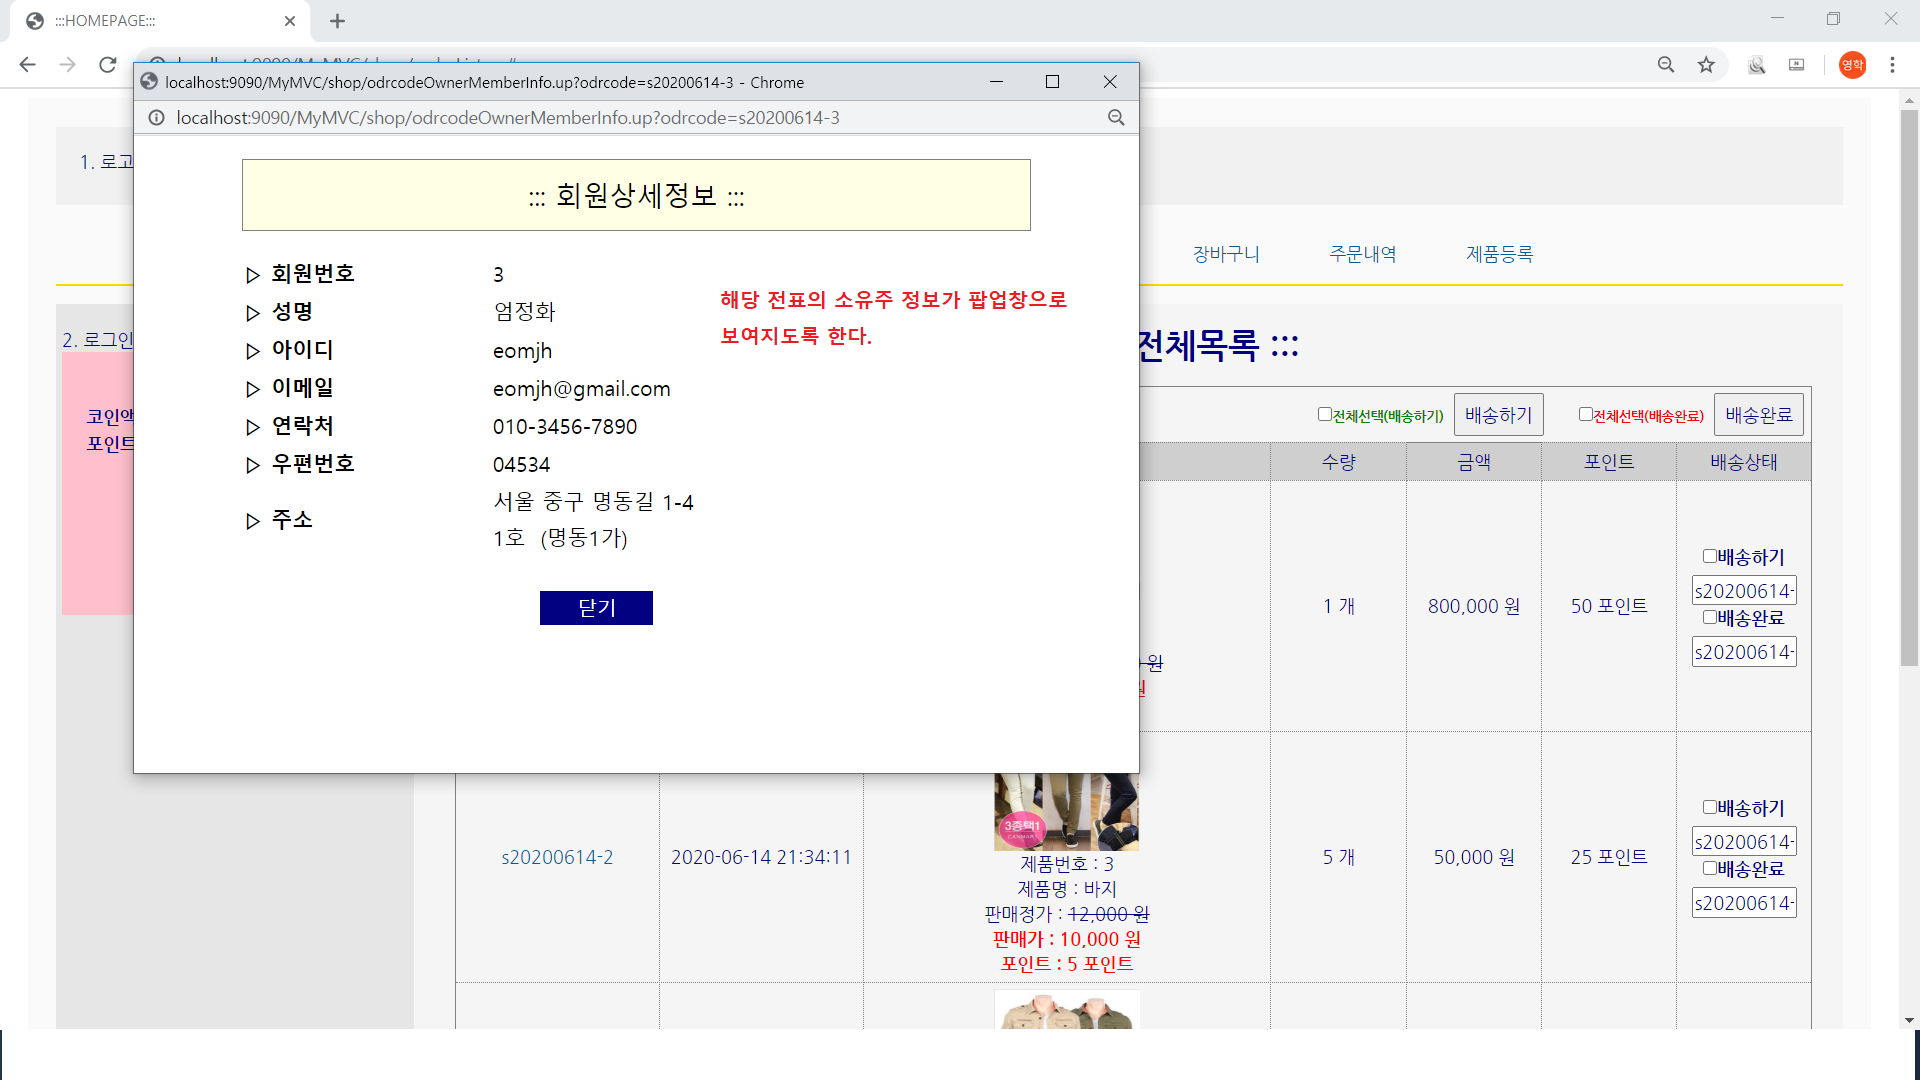 :::HOMEPAGE:::
localhost:9090/MyMVC/shop/odrcodeOwnerMemberInfo.up?odrcode=s20200614-3 - Chrome
localhost:9090/MyMVC/shop/odrcodeOwnerMemberInfo.up?odrcode=s20200614-3
영학
1. 로고
::: 회원상세정보 :::
장바구니 주문내역 제품등록
▷ 회원번호 3
▷ 성명 엄정화
▷ 아이디 eomjh
▷ 이메일 eomjh@gmail.com
▷ 연락처 010-3456-7890
▷ 우편번호 04534
▷ 주소 서울 중구 명동길 1-4
1호 (명동1가)
해당 전표의 소유주 정보가 팝업창으로
보여지도록 한다.
닫기
2. 로그인
코인액
포인트
전체목록 :::
전체선택(배송하기) 배송하기 전체선택(배송완료) 배송완료
수량 금액 포인트 배송상태
1 개 800,000 원 50 포인트
배송하기
s20200614-
배송완료
s20200614-
원
s20200614-2 2020-06-14 21:34:11
3종택1
제품번호 : 3
제품명 : 바지
판매정가 : 12,000 원
판매가 : 10,000 원
포인트 : 5 포인트
5 개 50,000 원 25 포인트
배송하기
s20200614-
배송완료
s20200614-